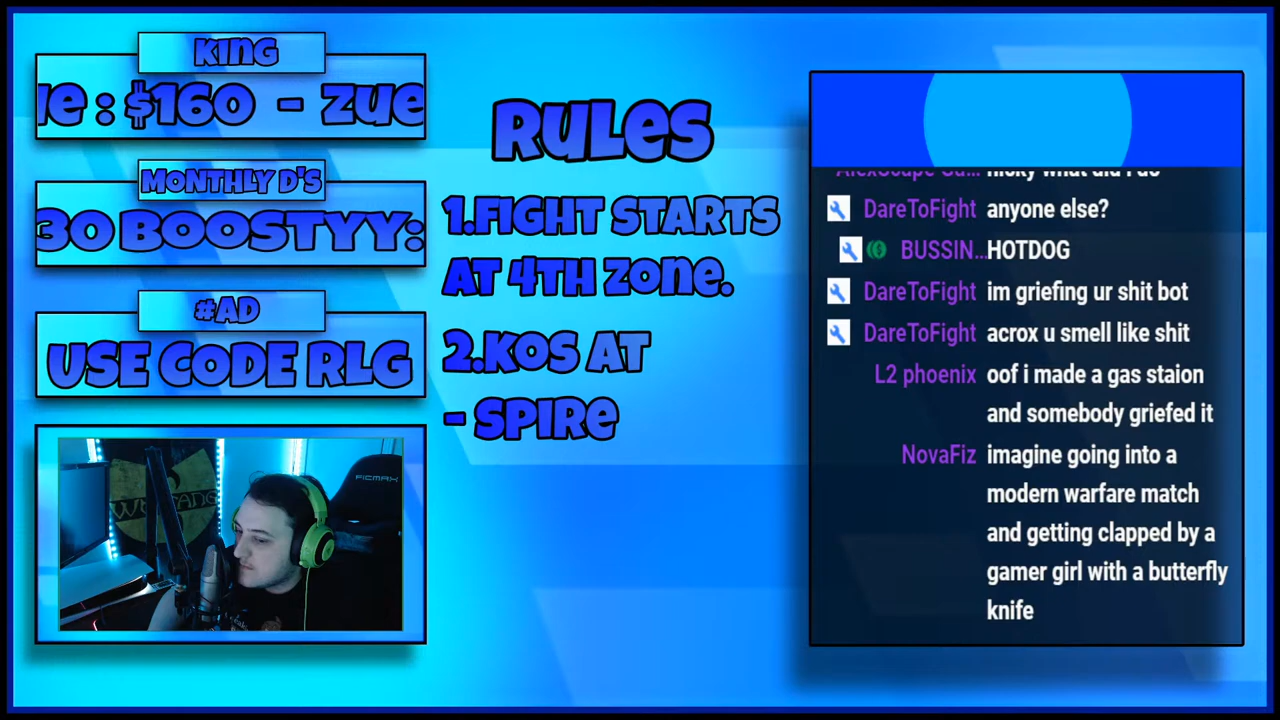 King
: $160 - zue
Monthly D's
30 BOOSTYY:
#AD
USE CODE RLG
Rules
1.FIGHT STARTS
AT 4TH ZONE.
2.KOS AT
- SPIRE
FICMAX
DareToFight anyone else?
BUSSIN... HOTDOG
DareToFight im griefing ur shit bot
DareToFight acrox u smell like shit
L2 phoenix oof i made a gas staion
and somebody griefed it
NovaFiz imagine going into a
modern warfare match
and getting clapped by a
gamer girl with a butterfly
knife